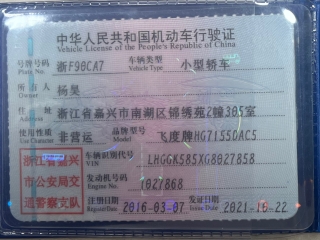 中华人民共和国机动车行驶证
Vehicle License of the People's Republic of China
号牌号码 浙F90CA7 车辆类型 小型轿车
Plate No. Vehicle Type
所有人 杨昊
Owner
住址 浙江省嘉兴市南湖区锦绣苑2幢305室
Address
使用性质 非营运 品牌型号 飞度牌HG7155DAC5
Use Character Model
浙江省嘉兴
市公安局交
通警察支队
车辆识别代号 LHGGK585XG8027858
VIN
发动机号码 1027868
Engine No.
注册日期 2016-03-07 发证日期 2021-10-22
Register Date Issue Date